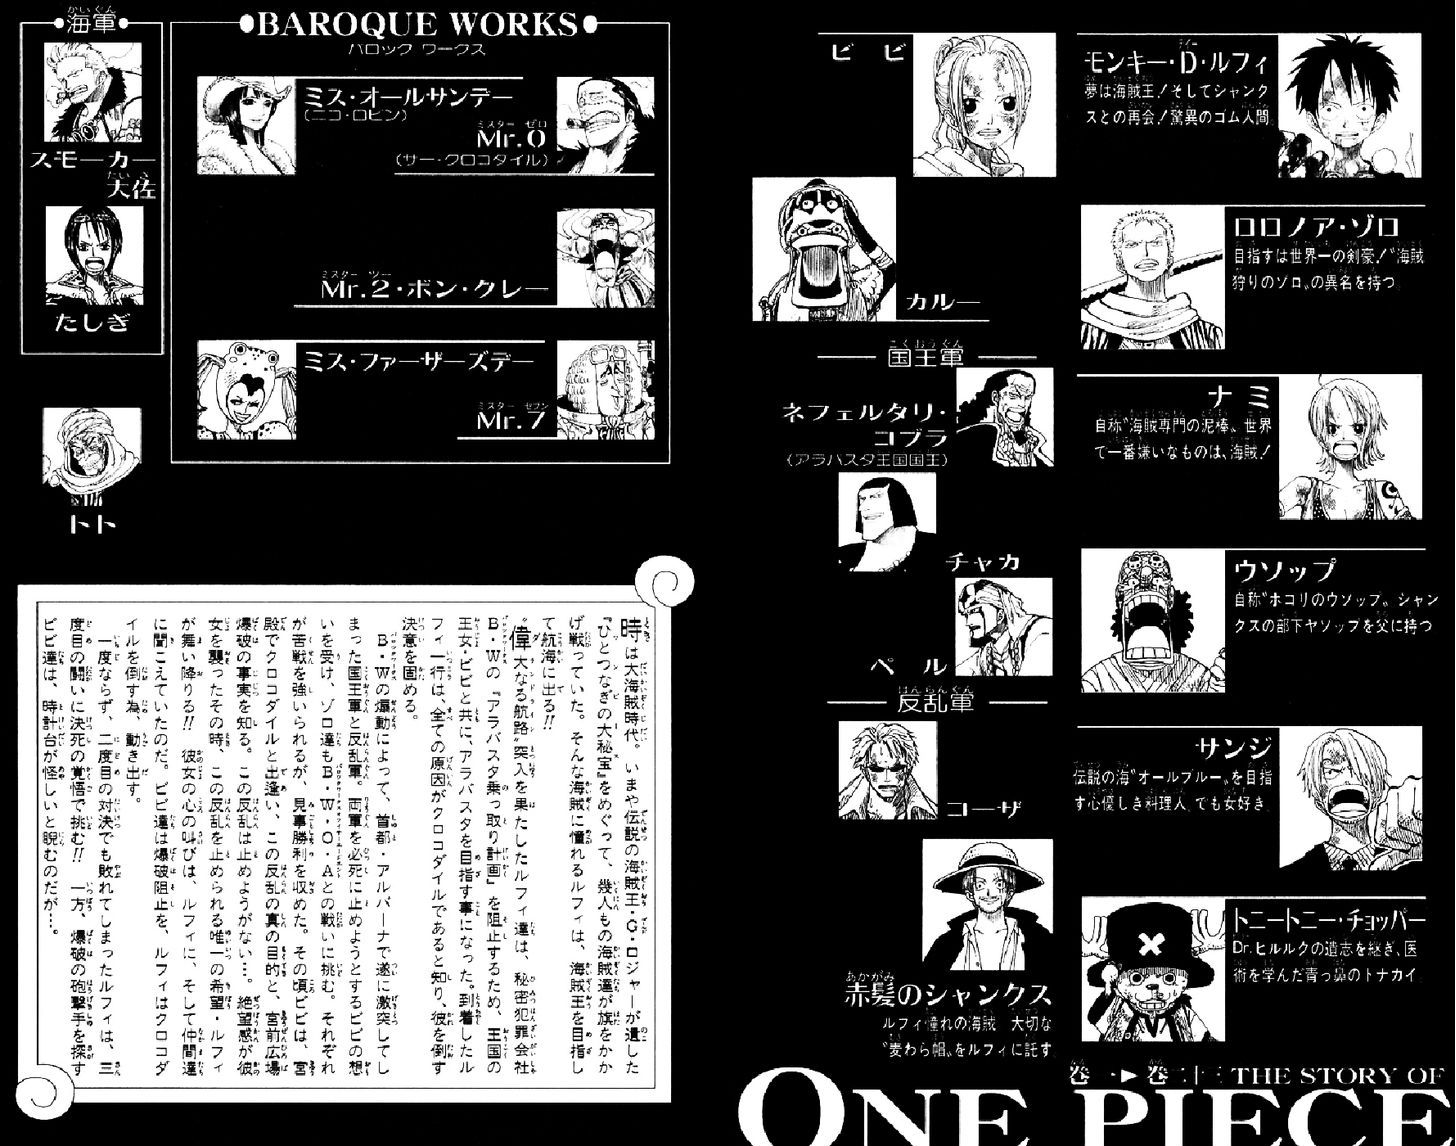 モンキー・D・ルフィ
夢は海賊王！そしてシャンク
スとの再会！驚異のゴム人間
ロロノア・ゾロ
目指すは世界一の剣豪！〝海賊
狩りのゾロ〟の異名を持つ
ナミ
自称〝海賊専門の泥棒〟世界
で一番嫌いなものは、海賊！
ウソップ
自称〝ホコリのウソップ〟シャン
クスの部下ヤソップを父に持つ
サンジ
伝説の海〝オールブルー〟を目指
す心優しき料理人 でも女好き
トニートニー・チョッパー
Dr.ヒルルクの遺志を継ぎ、医
術を学んだ青っ鼻のトナカイ
巻一▶巻二十三 THE STORY OF
ONE PIECE
ビビ
カルー
国王軍
ネフェルタリ・
コブラ
(アラバスタ王国国王)
チャカ
ペル
反乱軍
コーザ
赤髪のシャンクス
ルフィ憧れの海賊 大切な
〝麦わら帽〟をルフィに託す
BAROQUE WORKS
バロック ワークス
ミス・オールサンデー
(ニコ・ロビン)
Mr.0
(サー・クロコダイル)
Mr.2・ボン・クレー
ミス・ファーザーズデー
Mr.7
海軍
スモーカー
大佐
たしぎ
トト
時は大海賊時代。いまや伝説の海賊王・G・ロジャーが遺した
『ひとつなぎの大秘宝』をめぐって、幾人もの海賊達が旗をかか
げ戦っていた。そんな海賊に憧れるルフィは、海賊王を目指し
て航海に出る!!
〝偉大なる航路〟突入を果たしたルフィ達は、秘密犯罪会社
B・Wの『アラバスタ乗っ取り計画』を阻止するため、王国の
王女・ビビと共に、アラバスタを目指す事になった。到着したル
フィ一行は、全ての原因がクロコダイルであると知り、彼を倒す
決意を固める。
B・Wの爆動によって、首都・アルバーナで遂に激突してし
まった国王軍と反乱軍。両軍を必死に止めようとするビビの想
いを受け、ゾロ達もB・W・O・Aとの戦いに挑む。それぞれ
が苦戦を強いられるが、見事勝利を収めた。その頃ビビは、宮
殿でクロコダイルと出逢い、この反乱の真の目的と、宮前広場
爆破の事実を知る。この反乱は止めようがない…。絶望感が彼
女を襲ったその時、この反乱を止められる唯一の希望・ルフィ
が舞い降りる!! 彼女の心の叫びは、ルフィに、そして仲間達
に聞こえていたのだ。ビビ達は爆破阻止を、ルフィはクロコダ
イルを倒す為、動き出す。
一度ならず、二度目の対決でも敗れてしまったルフィは、三
度目の闘いに決死の覚悟で挑む!! 一方、爆破の砲撃手を探す
ビビ達は、時計台が怪しいと睨むのだが…。